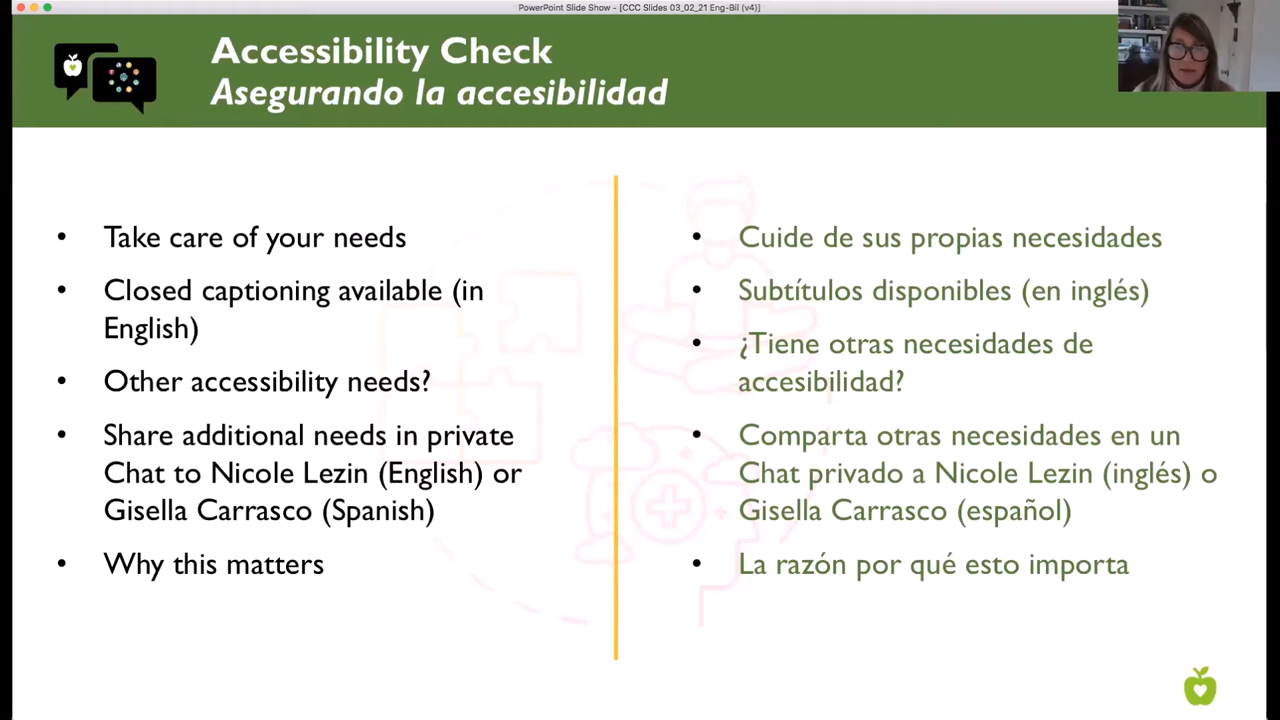 PowerPoint Slide Show - [CCC Slides 03_02_21 Eng-Bil (v4)]
Accessibility Check
Asegurando la accesibilidad
• Take care of your needs
• Closed captioning available (in
English)
• Other accessibility needs?
• Share additional needs in private
Chat to Nicole Lezin (English) or
Gisella Carrasco (Spanish)
• Why this matters
• Cuide de sus propias necesidades
• Subtítulos disponibles (en inglés)
• ¿Tiene otras necesidades de
accesibilidad?
• Comparta otras necesidades en un
Chat privado a Nicole Lezin (inglés) o
Gisella Carrasco (español)
• La razón por qué esto importa